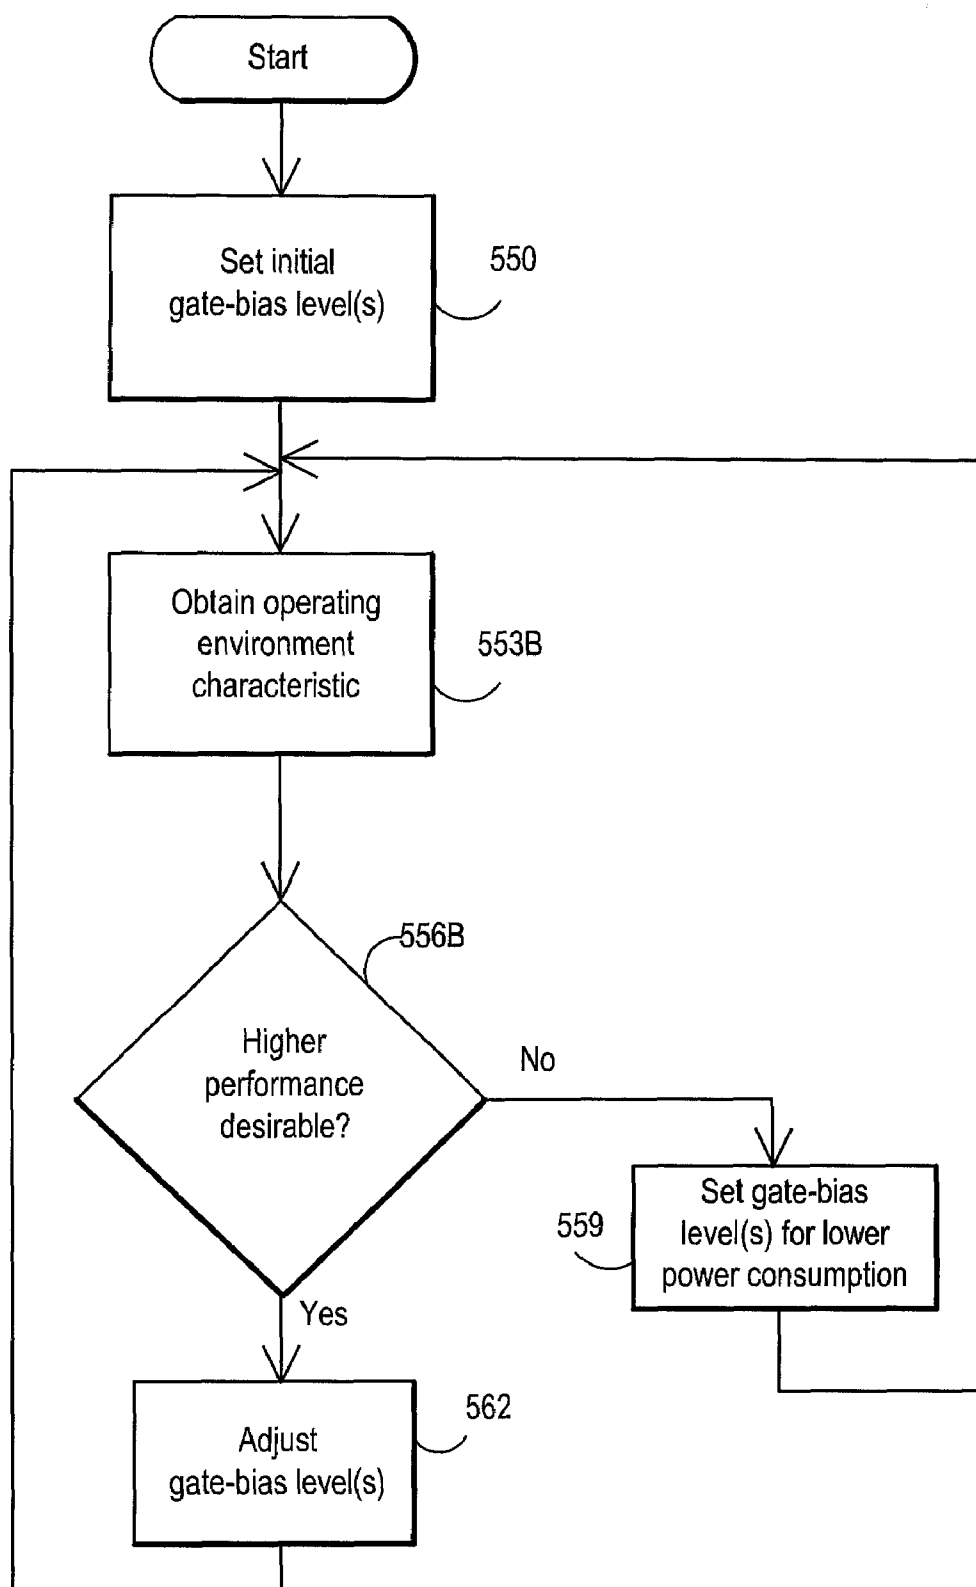 Start
Set initial
gate-bias level(s)
550
Obtain operating
environment
characteristic
553B
556B
Higher
performance
desirable?
No
Set gate-bias
level(s) for lower
power consumption
559
Yes
Adjust
gate-bias level(s)
562